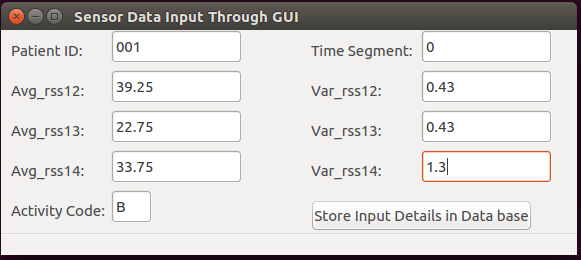 Sensor Data Input Through GUI
Patient ID: 001 Time Segment: 0
Avg_rss12: 39.25 Var_rss12: 0.43
Avg_rss13: 22.75 Var_rss13: 0.43
Avg_rss14: 33.75 Var_rss14: 1.3
Activity Code: B Store Input Details in Data base